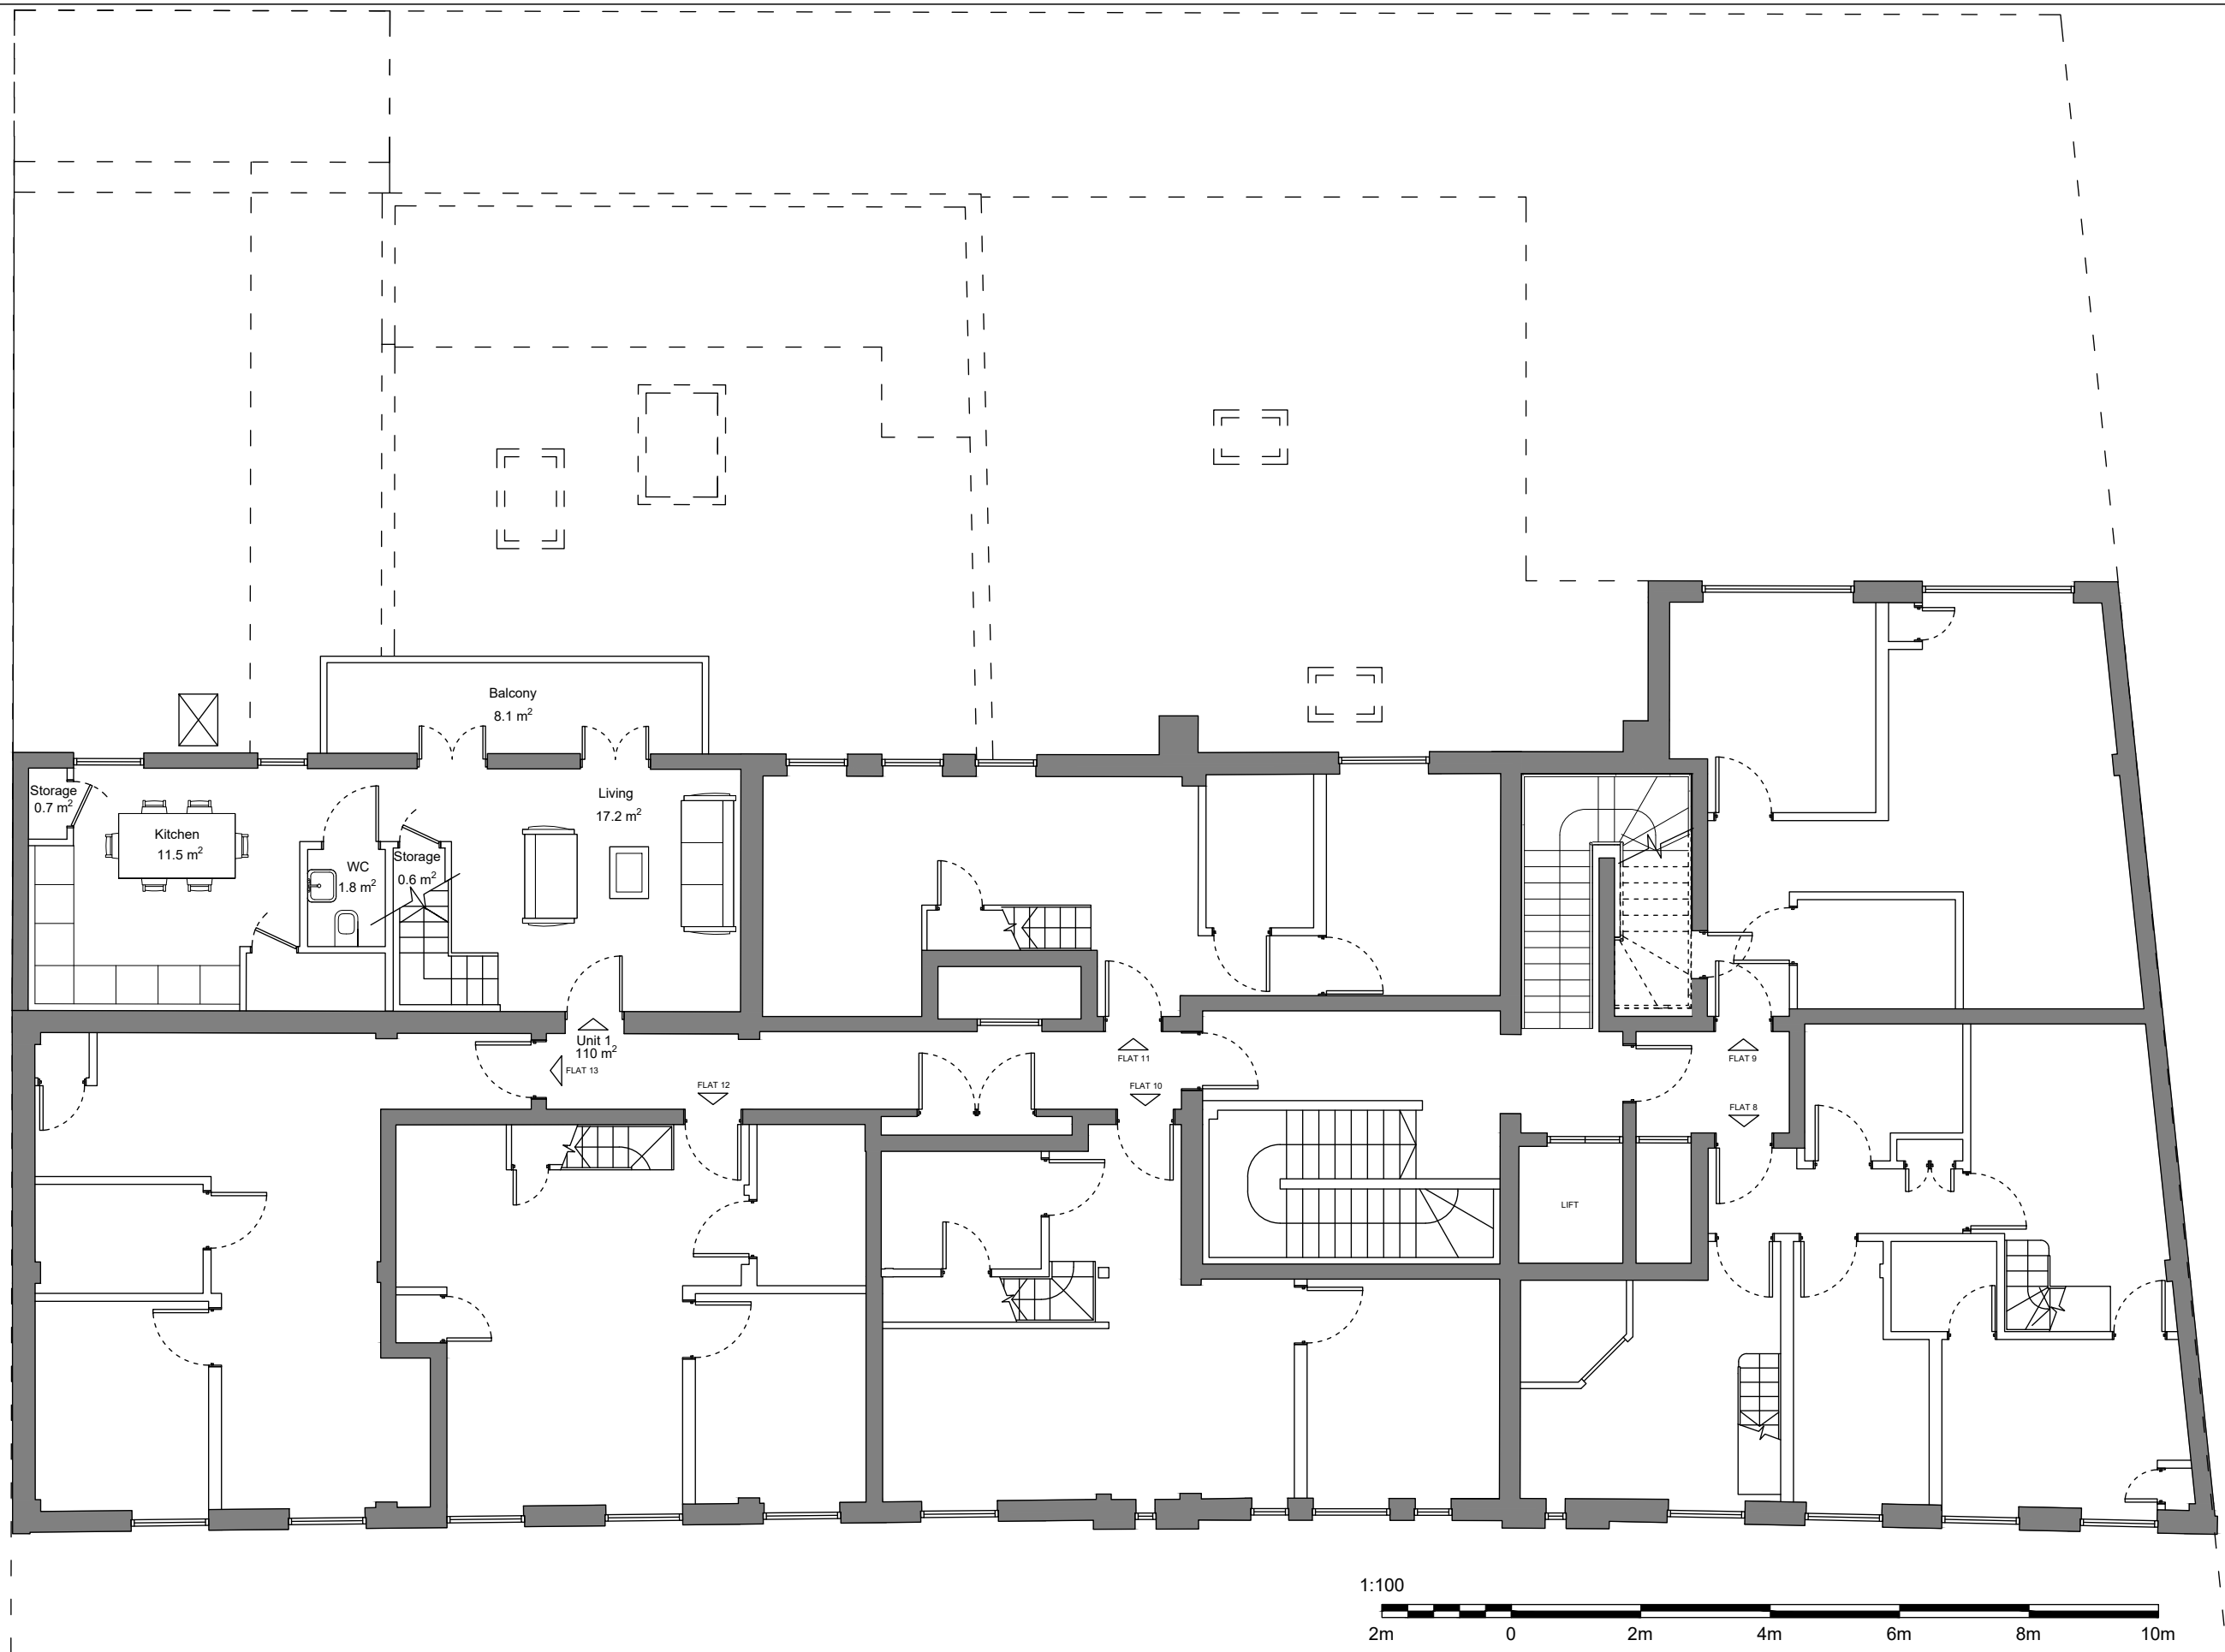 Balcony
8.1 m²
Storage
0.7 m²
Kitchen
11.5 m²
WC
1.8 m²
Storage
0.6 m²
Living
17.2 m²
Unit 1
110 m²
FLAT 13
FLAT 12
FLAT 11
FLAT 10
FLAT 9
FLAT 8
LIFT
1:100
2m 0 2m 4m 6m 8m 10m